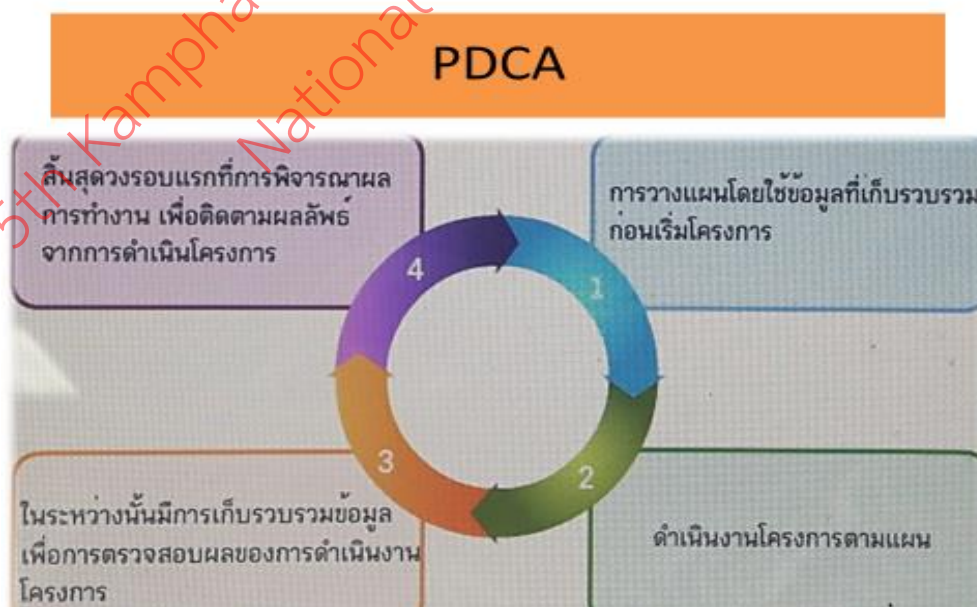 PDCA
5th Kampha
Nationa
สิ้นสุดวงรอบแรกที่การพิจารณาผล
การทำงาน เพื่อติดตามผลลัพธ์
จากการดำเนินโครงการ
4
การวางแผนโดยใช้ข้อมูลที่เก็บรวบรวม
ก่อนเริ่มโครงการ
1
3
ในระหว่างนั้นมีการเก็บรวบรวมข้อมูล
เพื่อการตรวจสอบผลของการดำเนินงาน
โครงการ
2
ดำเนินงานโครงการตามแผน